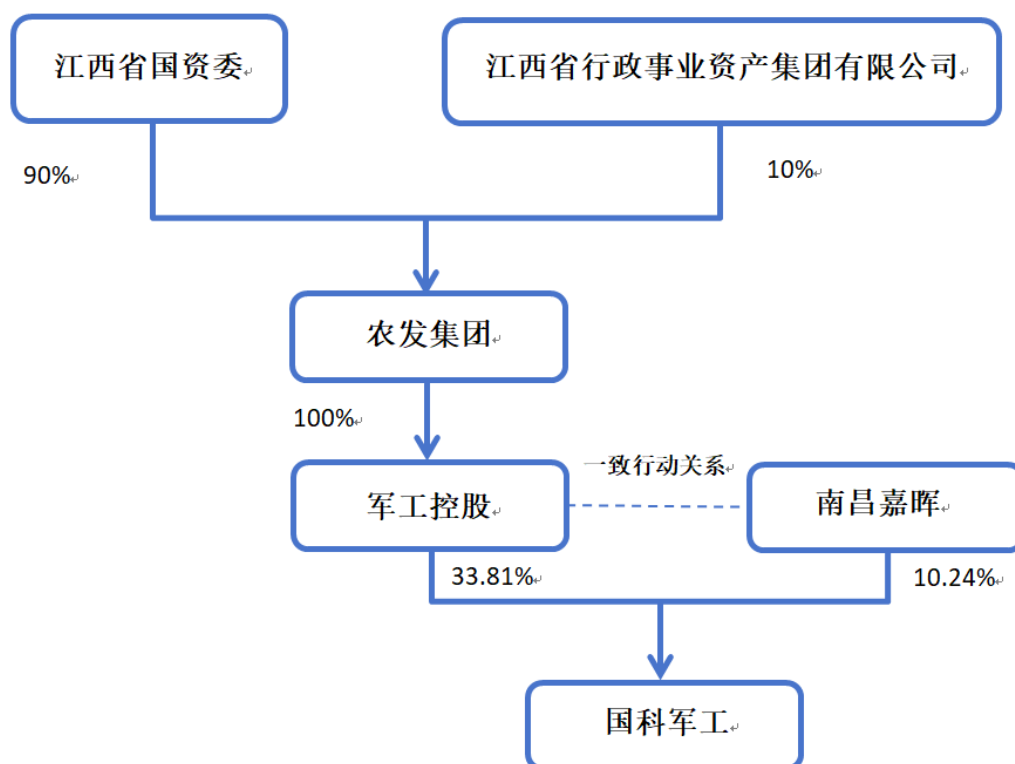 江西省国资委
江西省行政事业资产集团有限公司
90%
10%
农发集团
100%
一致行动关系
军工控股
南昌嘉晖
33.81%
10.24%
国科军工